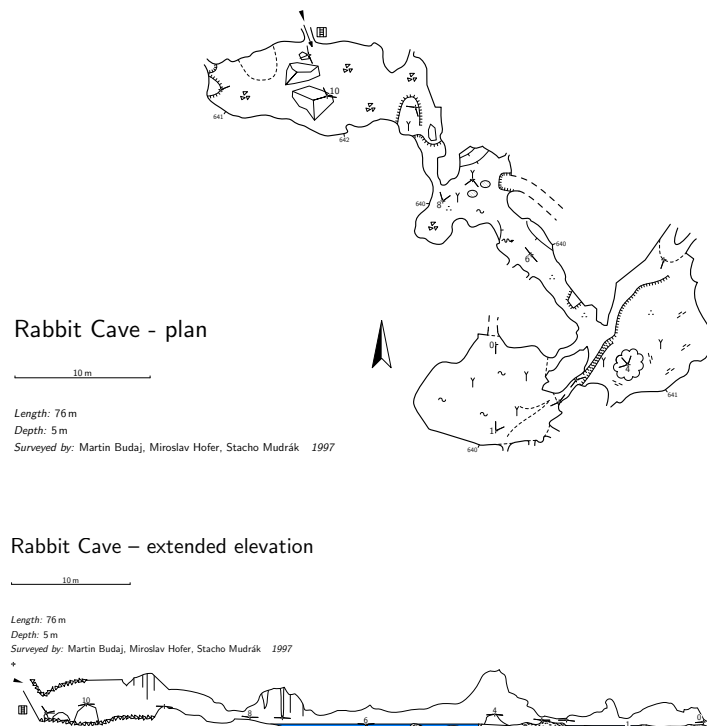 10
641
642
640
8
6
640
Rabbit Cave - plan
0
10 m
4
641
Length: 76 m
Depth: 5 m
1
Surveyed by: Martin Budaj, Miroslav Hofer, Stacho Mudrák 1997
640
Rabbit Cave – extended elevation
10 m
Length: 76 m
Depth: 5 m
Surveyed by: Martin Budaj, Miroslav Hofer, Stacho Mudrák 1997
10
8
6
4
1
0